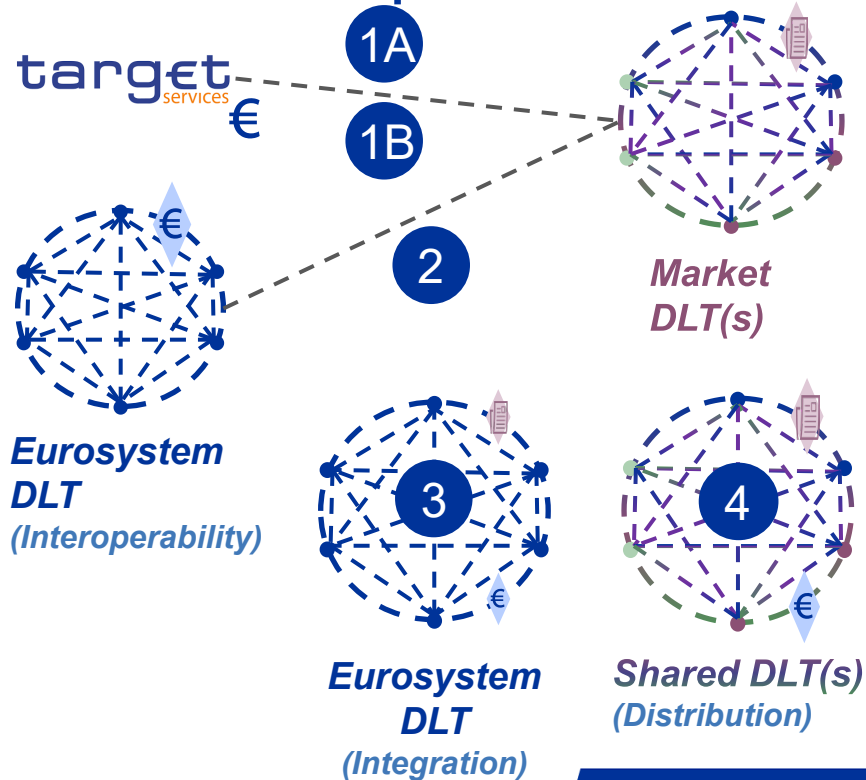 1A
target
services
€
1B
€
2
Market
DLT(s)
Eurosystem
DLT
(Interoperability)
3
€
4
€
Eurosystem
DLT
(Integration)
Shared DLT(s)
(Distribution)